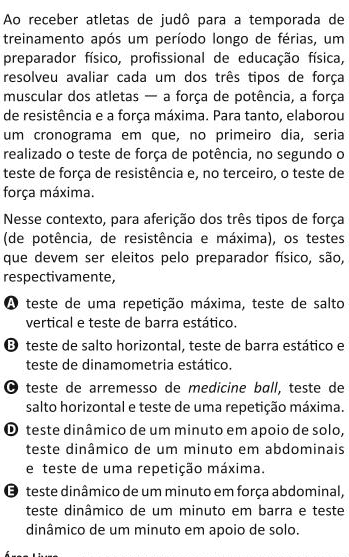 Ao receber atletas de judô para a temporada de
treinamento após um período longo de férias, um
preparador físico, profissional de educação física,
resolveu avaliar cada um dos três tipos de força
muscular dos atletas — a força de potência, a força
de resistência e a força máxima. Para tanto, elaborou
um cronograma em que, no primeiro dia, seria
realizado o teste de força de potência, no segundo o
teste de força de resistência e, no terceiro, o teste de
força máxima.
Nesse contexto, para aferição dos três tipos de força
(de potência, de resistência e máxima), os testes
que devem ser eleitos pelo preparador físico, são,
respectivamente,
A teste de uma repetição máxima, teste de salto
vertical e teste de barra estático.
B teste de salto horizontal, teste de barra estático e
teste de dinamometria estático.
C teste de arremesso de medicine ball, teste de
salto horizontal e teste de uma repetição máxima.
D teste dinâmico de um minuto em apoio de solo,
teste dinâmico de um minuto em abdominais
e teste de uma repetição máxima.
E teste dinâmico de um minuto em força abdominal,
teste dinâmico de um minuto em barra e teste
dinâmico de um minuto em apoio de solo.
Área Livre